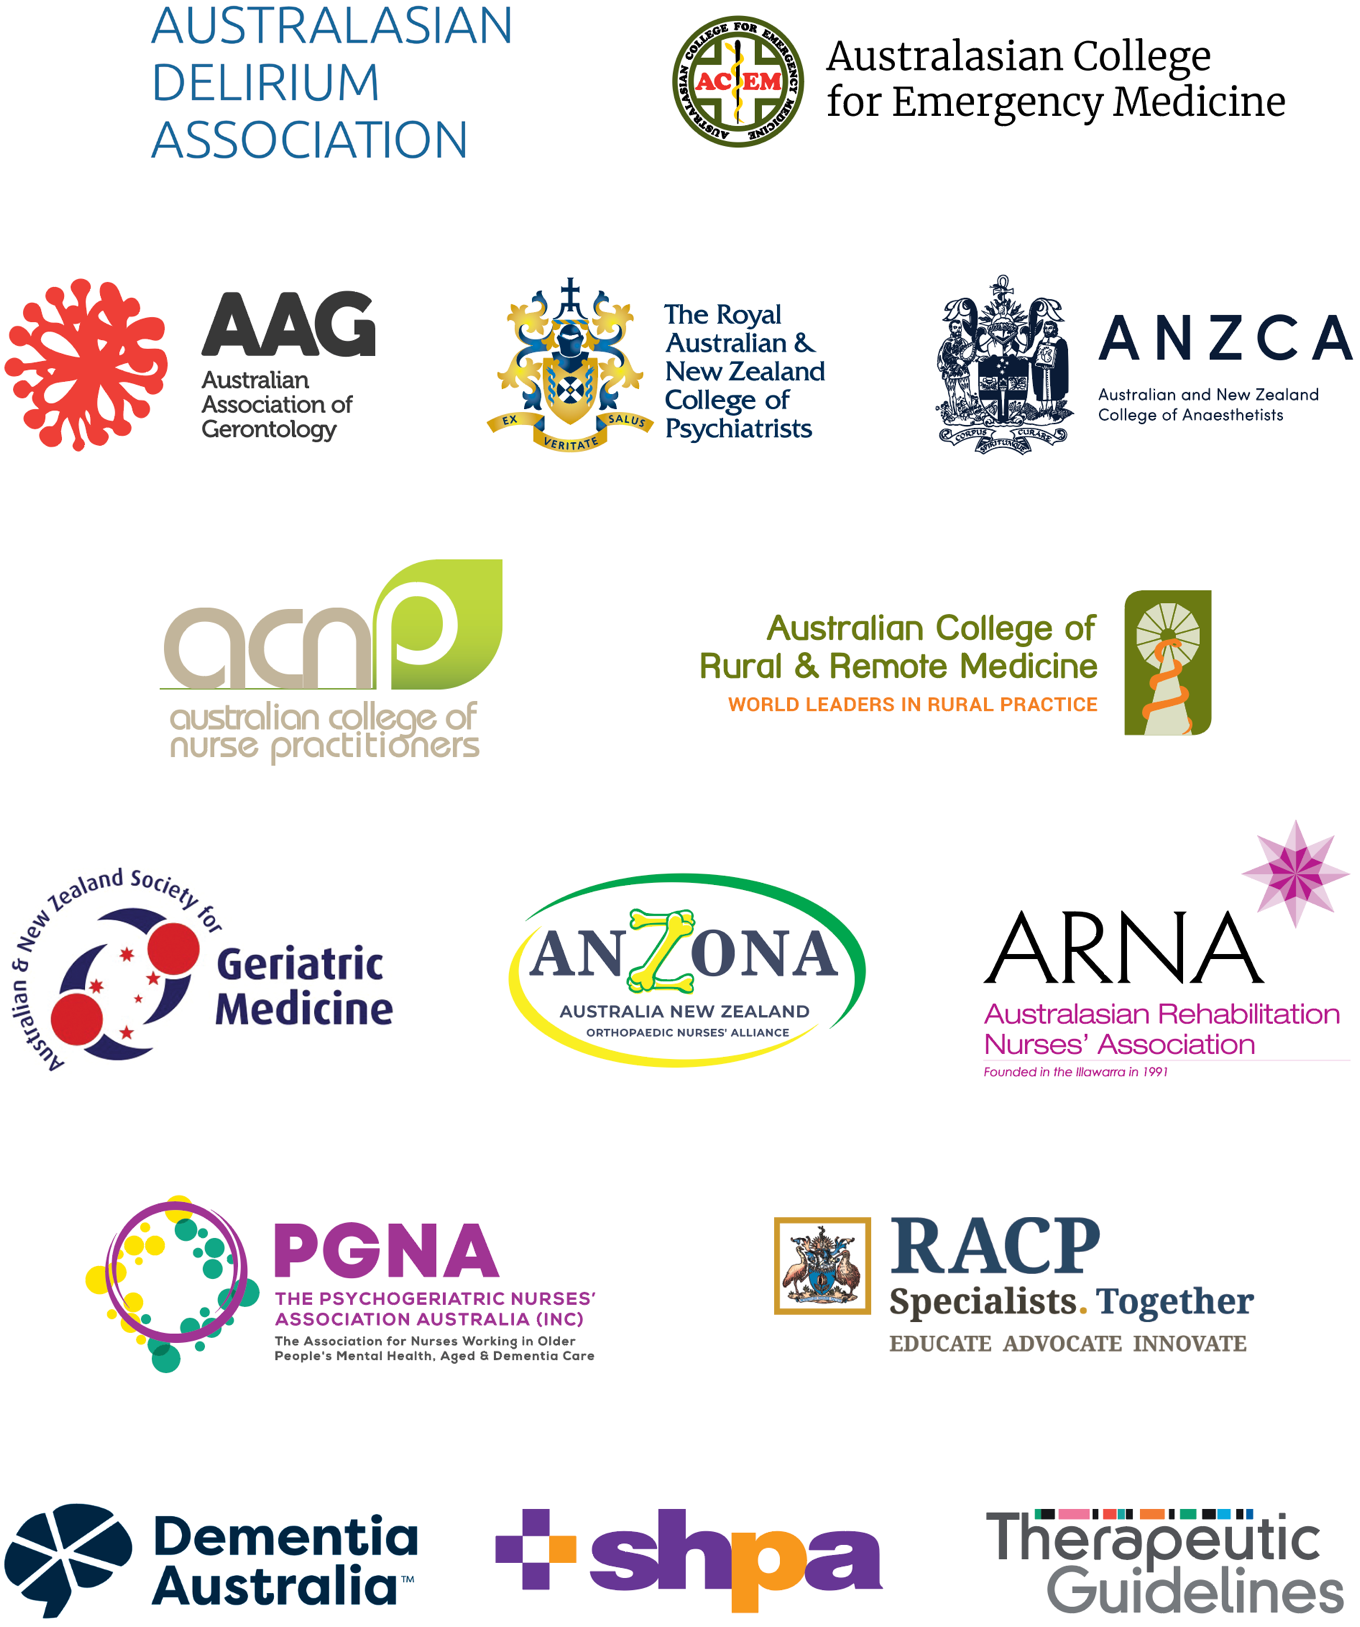 AUSTRALASIAN
DELIRIUM
ASSOCIATION
AUSTRALASIAN COLLEGE FOR EMERGENCY MEDICINE
ACEM
Australasian College
for Emergency Medicine
AAG
Australian
Association of
Gerontology
EX VERITATE SALUS
The Royal
Australian &
New Zealand
College of
Psychiatrists
CORPUS CURARE
SPIRITUMQUE
ANZCA
Australian and New Zealand
College of Anaesthetists
acnp
australian college of
nurse practitioners
Australian College of
Rural & Remote Medicine
WORLD LEADERS IN RURAL PRACTICE
Australian & New Zealand Society for
Geriatric
Medicine
ANZONA
AUSTRALIA NEW ZEALAND
ORTHOPAEDIC NURSES' ALLIANCE
ARNA
Australasian Rehabilitation
Nurses’ Association
Founded in the Illawarra in 1991
PGNA
THE PSYCHOGERIATRIC NURSES’
ASSOCIATION AUSTRALIA (INC)
The Association for Nurses Working in Older
People's Mental Health, Aged & Dementia Care
RACP
Specialists. Together
EDUCATE ADVOCATE INNOVATE
Dementia
Australia™
shpa
Therapeutic
Guidelines